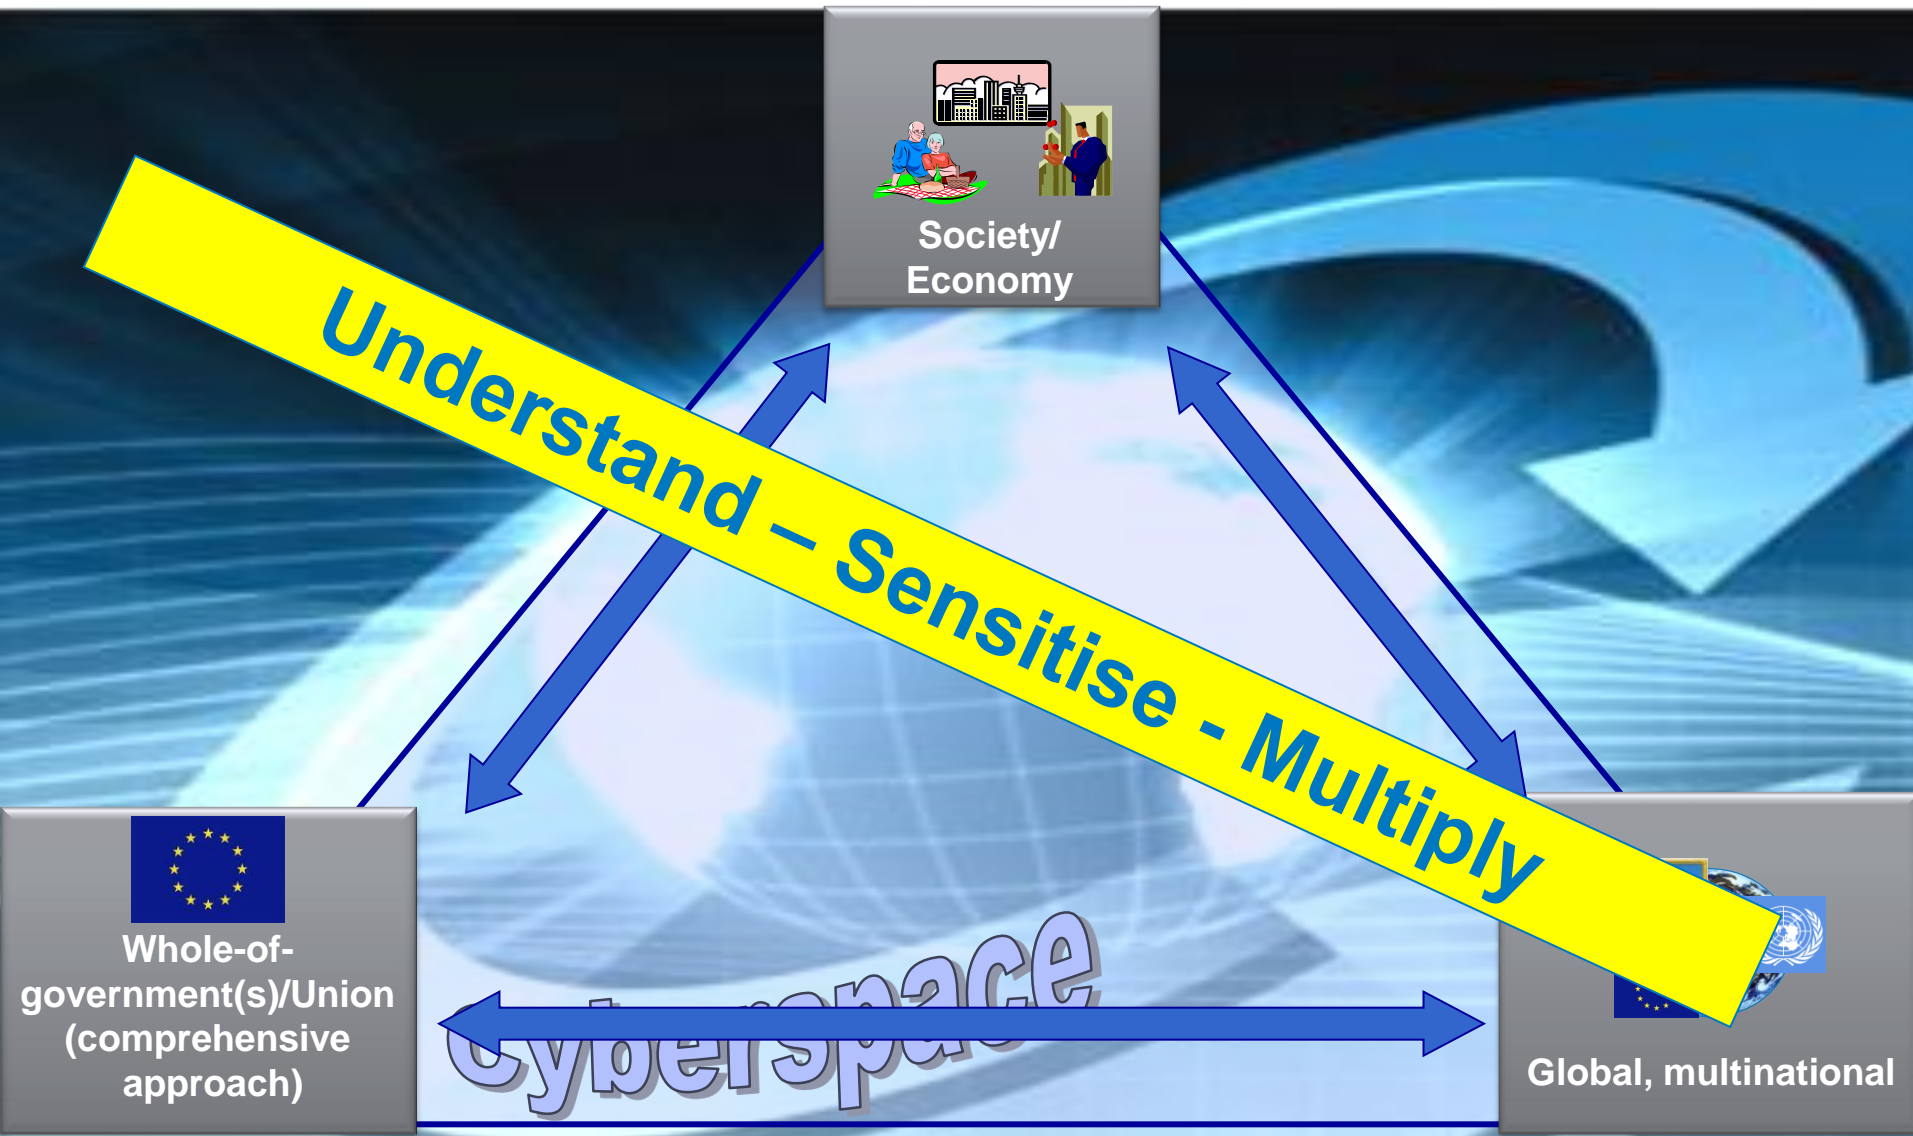 Society/
Economy
Understand – Sensitise - Multiply
Whole-of-
government(s)/Union
(comprehensive
approach)
Cyberspace
Global, multinational